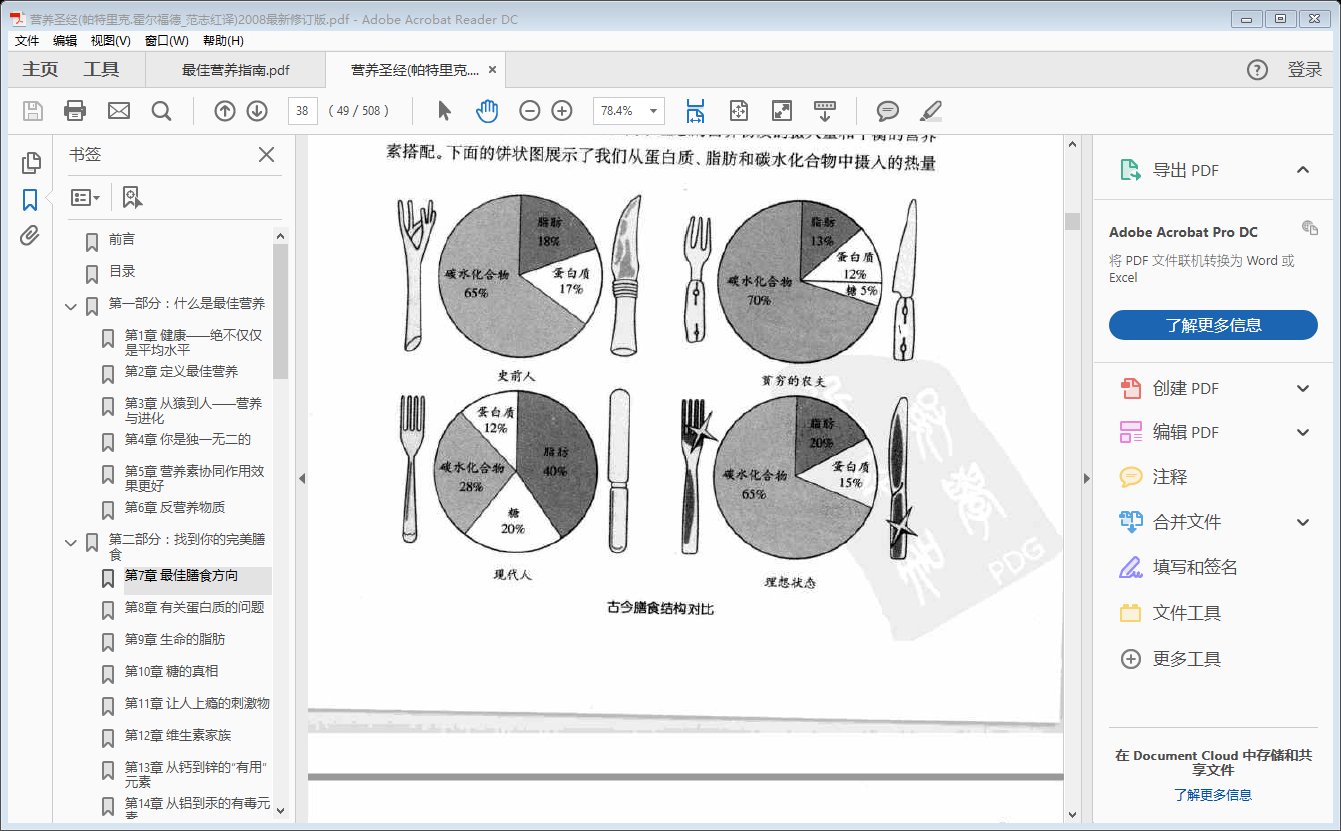 营养圣经(帕特里克.霍尔福德_范志红译)2008最新修订版.pdf - Adobe Acrobat Reader DC
文件 编辑 视图(V) 窗口(W) 帮助(H)
主页 工具 最佳营养指南.pdf 营养圣经(帕特里克.... × 登录
38 ( 49 / 508 ) 78.4%
书签
前言
目录
第一部分：什么是最佳营养
第1章 健康——绝不仅仅
是平均水平
第2章 定义最佳营养
第3章 从猿到人——营养
与进化
第4章 你是独一无二的
第5章 营养素协同作用效
果更好
第6章 反营养物质
第二部分：找到你的完美膳
食
第7章 最佳膳食方向
第8章 有关蛋白质的问题
第9章 生命的脂肪
第10章 糖的真相
第11章 让人上瘾的刺激物
第12章 维生素家族
第13章 从钙到锌的"有用"
元素
第14章 从铝到汞的有毒元
素
素搭配。下面的饼状图展示了我们从蛋白质、脂肪和碳水化合物中摄入的热量
脂肪
18%
蛋白质
17%
碳水化合物
65%
史前人
脂肪
13%
蛋白质
12%
糖 5%
碳水化合物
70%
贫穷的农夫
蛋白质
12%
脂肪
40%
碳水化合物
28%
糖
20%
现代人
脂肪
20%
蛋白质
15%
碳水化合物
65%
理想状态
PDG
古今膳食结构对比
导出 PDF
Adobe Acrobat Pro DC
将 PDF 文件联机转换为 Word 或
Excel
了解更多信息
创建 PDF
编辑 PDF
注释
合并文件
填写和签名
文件工具
更多工具
在 Document Cloud 中存储和共
享文件
了解更多信息